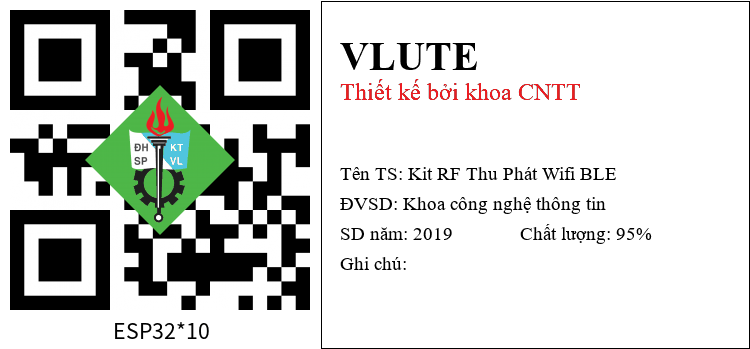 ĐH KT
SP VL
ESP32*10
VLUTE
Thiết kế bởi khoa CNTT
Tên TS: Kit RF Thu Phát Wifi BLE
ĐVSD: Khoa công nghệ thông tin
SD năm: 2019 Chất lượng: 95%
Ghi chú: